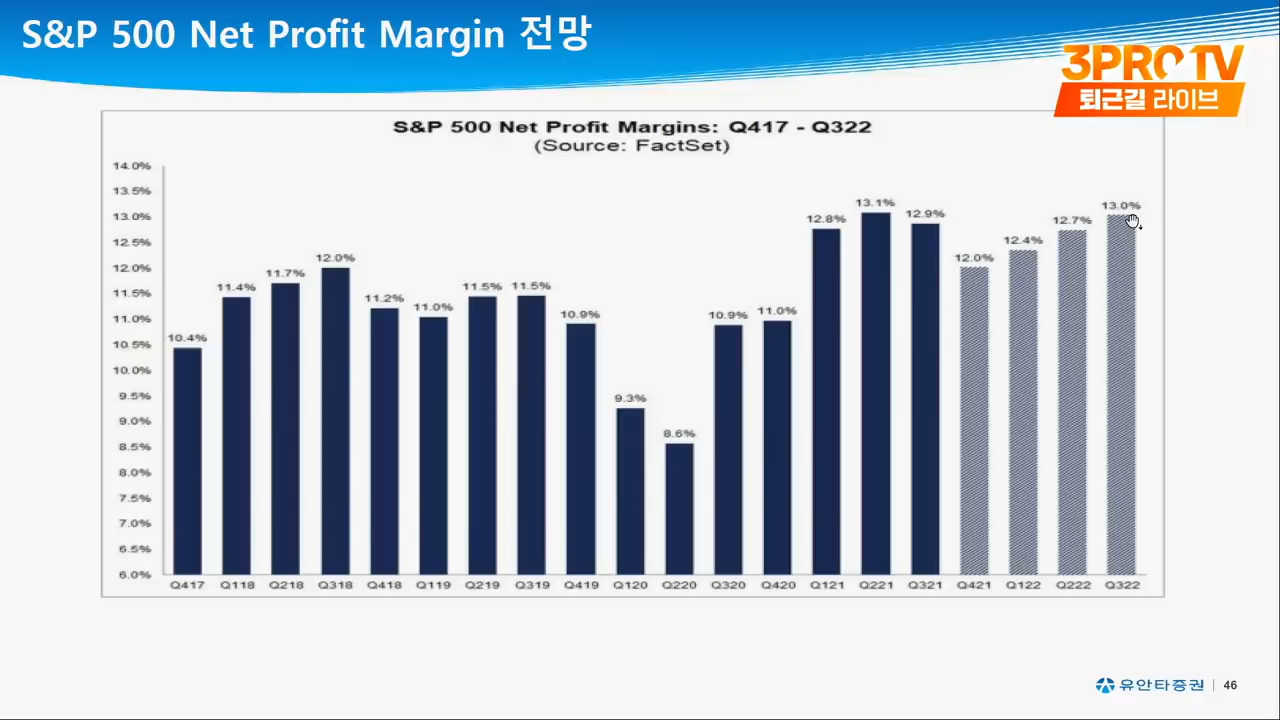 S&P 500 Net Profit Margin 전망
3PROTV
퇴근길 라이브
S&P 500 Net Profit Margins: Q417 - Q322
(Source: FactSet)
14.0%
13.5%
13.0%
12.5%
12.0%
11.5%
11.0%
10.5%
10.0%
9.5%
9.0%
8.5%
8.0%
7.5%
7.0%
6.5%
6.0%
10.4% 11.4% 11.7% 12.0% 11.2% 11.0% 11.5% 11.5% 10.9% 9.3% 8.6% 10.9% 11.0% 12.8% 13.1% 12.9% 12.0% 12.4% 12.7% 13.0%
Q417 Q118 Q218 Q318 Q418 Q119 Q219 Q319 Q419 Q120 Q220 Q320 Q420 Q121 Q221 Q321 Q421 Q122 Q222 Q322
유안타증권 46